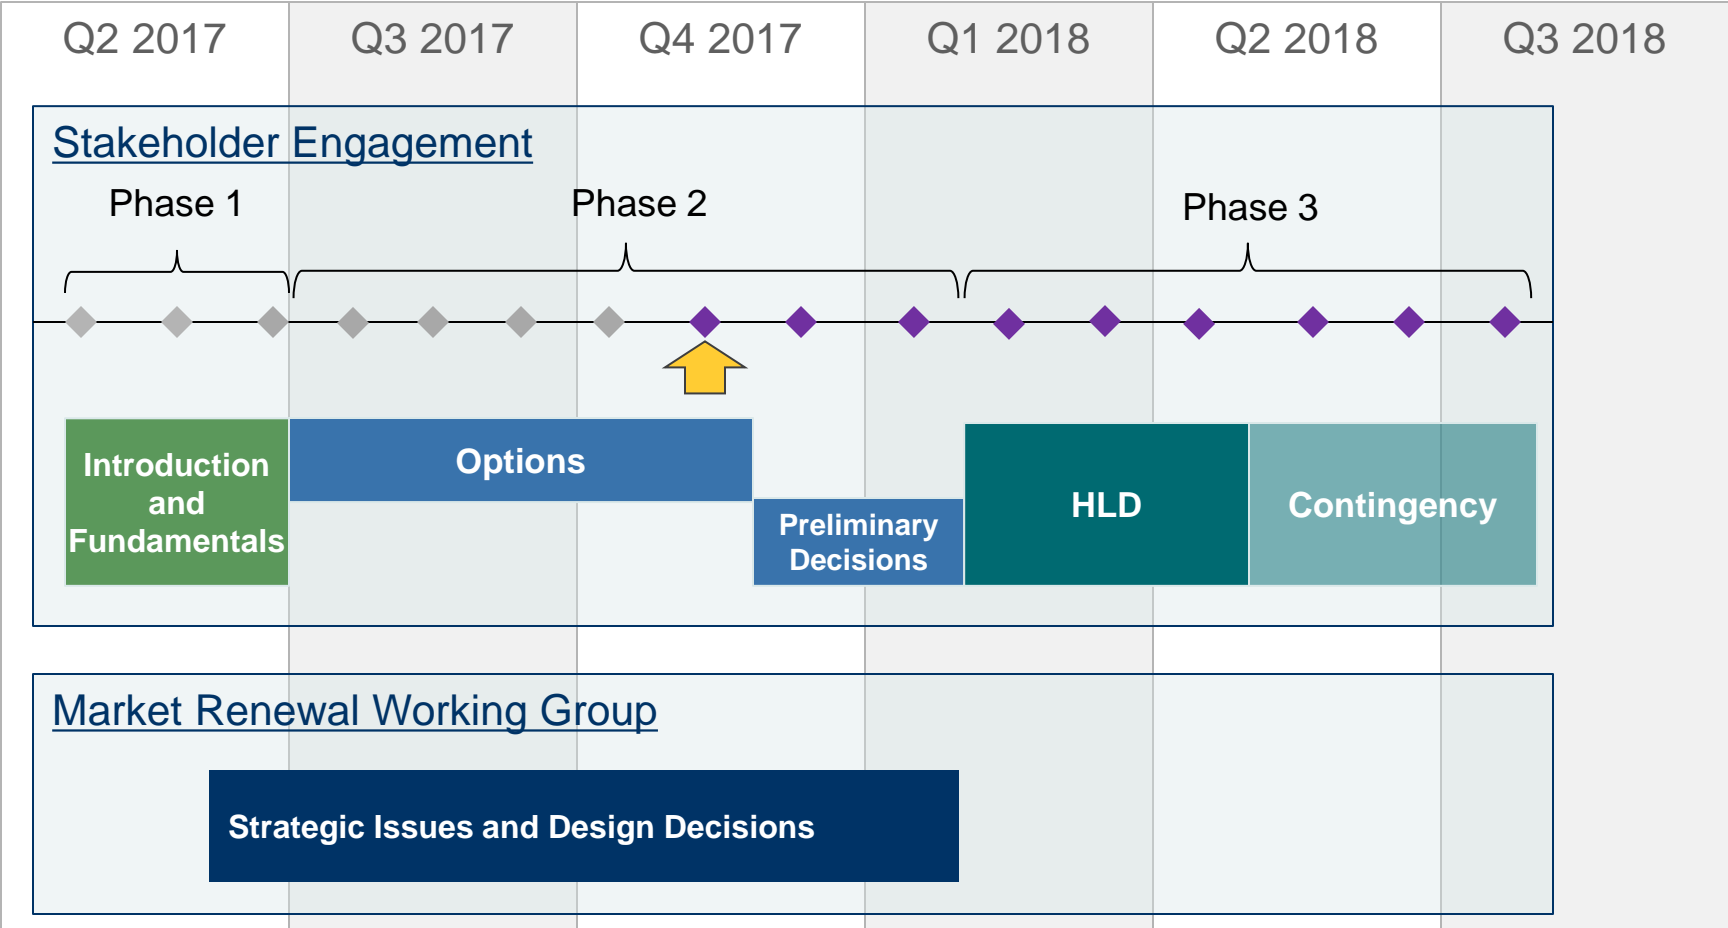 Q2 2017
Q3 2017
Q4 2017
Q1 2018
Q2 2018
Q3 2018
Stakeholder Engagement
Phase 1
Phase 2
Phase 3
Introduction
and
Fundamentals
Options
Preliminary
Decisions
HLD
Contingency
Market Renewal Working Group
Strategic Issues and Design Decisions